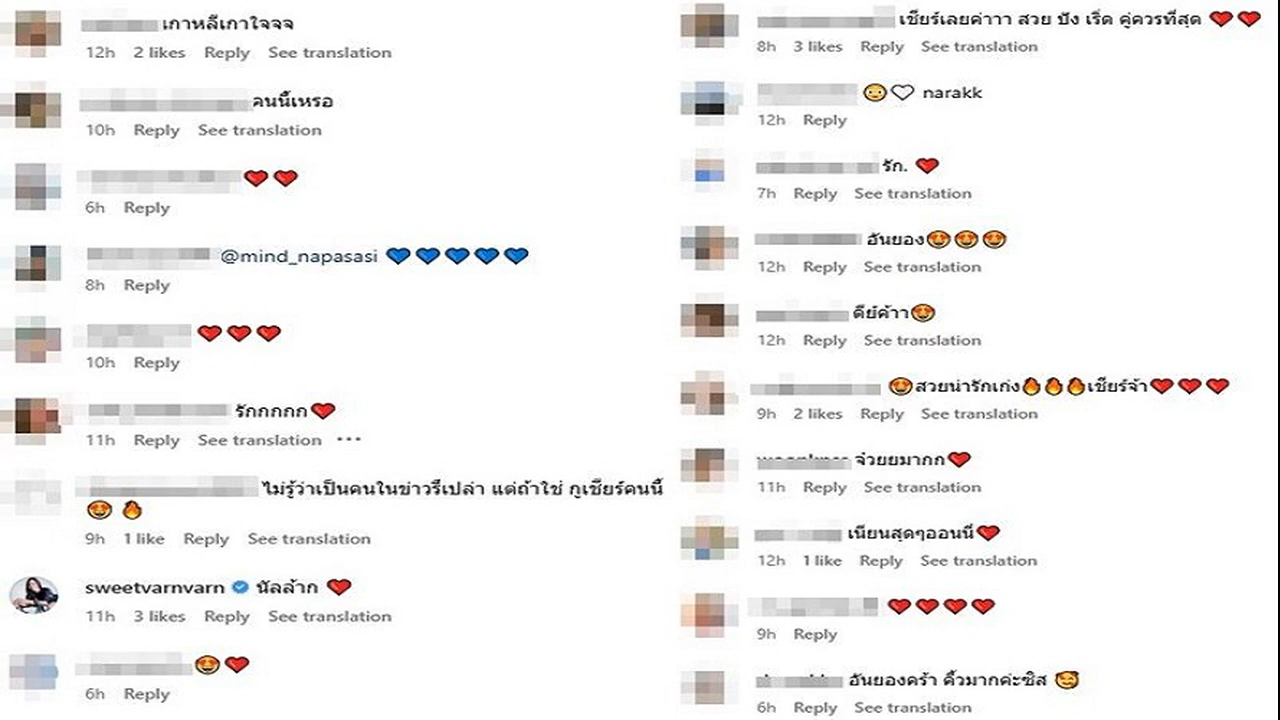 เกาหลีเกาใจจจ
12h 2 likes Reply See translation
คนนี้เหรอ
10h Reply See translation
❤️❤️
6h Reply
@mind_napasasi 💙💙💙💙💙
8h Reply
❤️❤️❤️
10h Reply
รักกกกก❤️
11h Reply See translation •••
ไม่รู้ว่าเป็นคนในข่าวรึเปล่า แต่ถ้าใช่ กูเชียร์คนนี้
😍 🔥
9h 1 like Reply See translation
sweetvarnvarn นัลล้าก ❤️
11h 3 likes Reply See translation
😍❤️
6h Reply
เชียร์เลยค่าาา สวย ปัง เริ่ด คู่ควรที่สุด ❤️❤️
8h 3 likes Reply See translation
😳🤍 narakk
12h Reply
รัก. ❤️
7h Reply See translation
อันยอง😍😍😍
12h Reply See translation
ดีย์ค้าา😍
12h Reply See translation
😍สวยน่ารักเก่ง🔥🔥🔥เชียร์จ้า❤️❤️❤️
9h 2 likes Reply See translation
จ๋วยยมากก❤️
11h Reply See translation
เนียนสุดๆออนนี่❤️
12h 1 like Reply See translation
❤️❤️❤️❤️
9h Reply
อันยองคร้า คิ้วมากค่ะซิส 🥰
6h Reply See translation